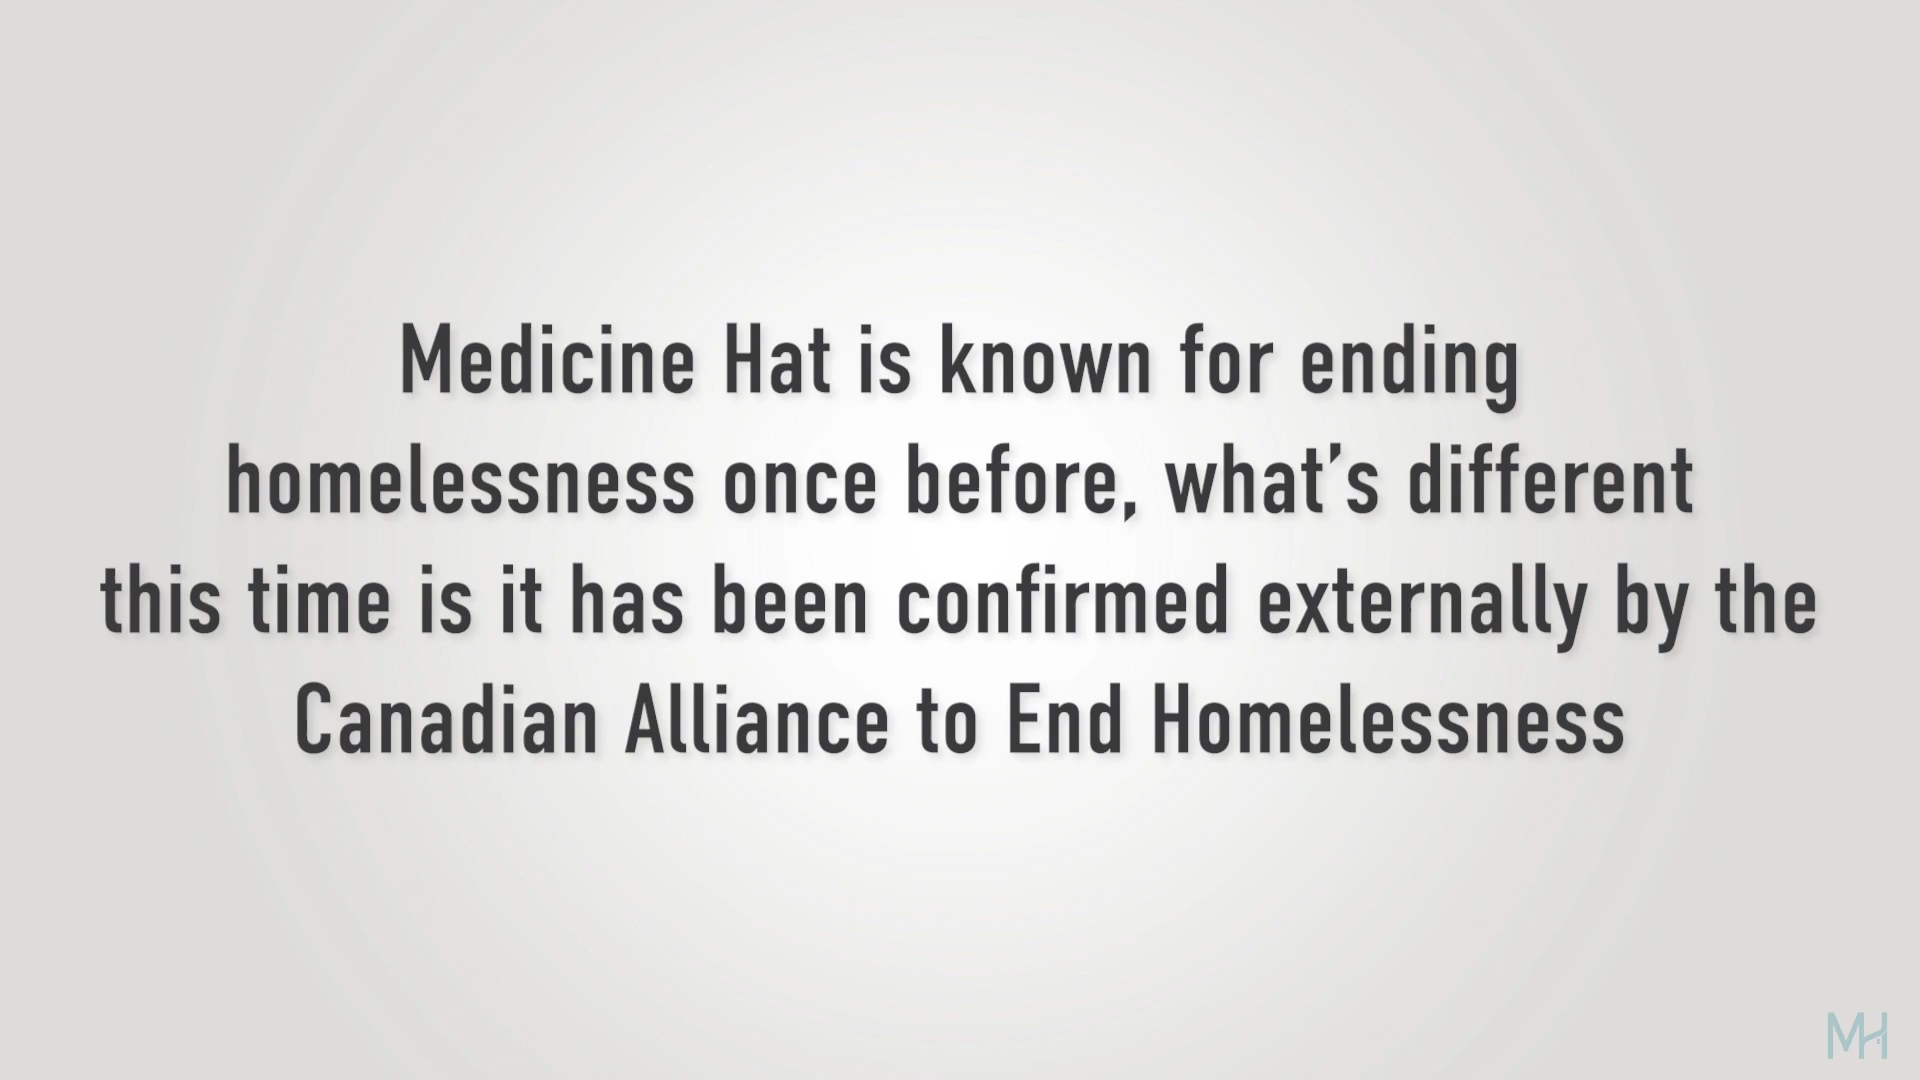 Medicine Hat is known for ending
homelessness once before, what’s different
this time is it has been confirmed externally by the
Canadian Alliance to End Homelessness
MH